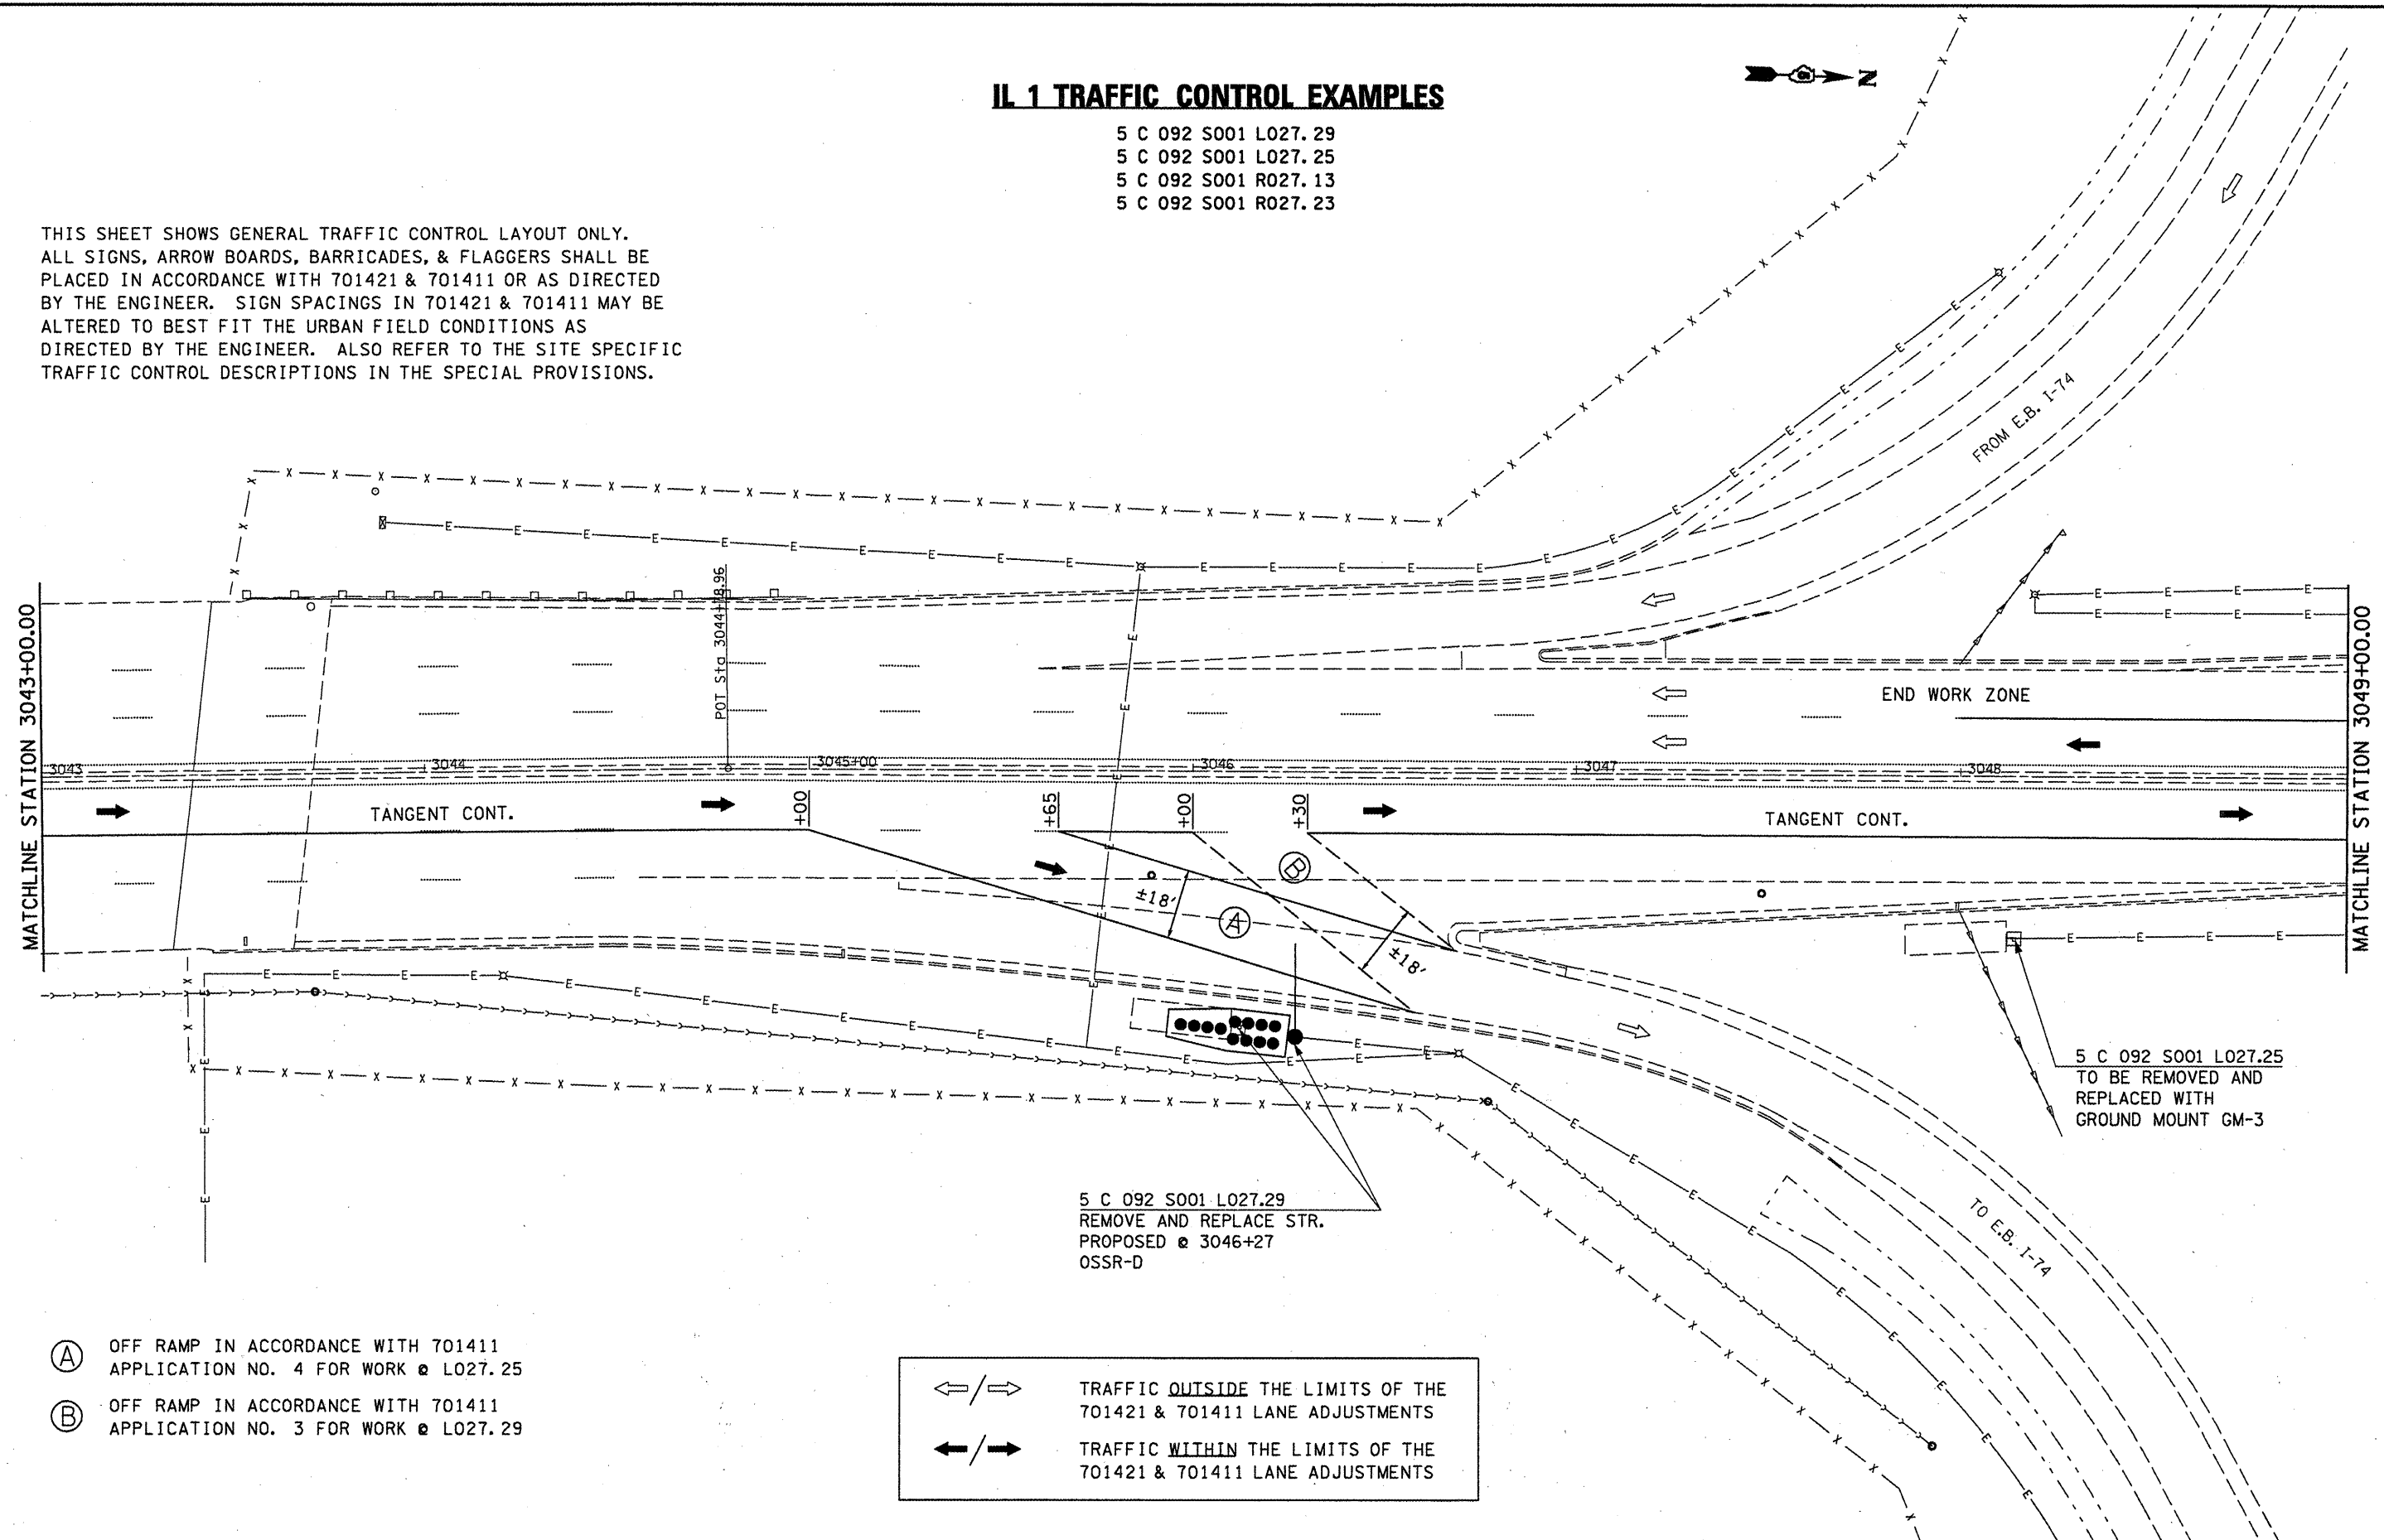 IL 1 TRAFFIC CONTROL EXAMPLES
5 C 092 S001 L027.29
5 C 092 S001 L027.25
5 C 092 S001 R027.13
5 C 092 S001 R027.23
N
THIS SHEET SHOWS GENERAL TRAFFIC CONTROL LAYOUT ONLY.
ALL SIGNS, ARROW BOARDS, BARRICADES, & FLAGGERS SHALL BE
PLACED IN ACCORDANCE WITH 701421 & 701411 OR AS DIRECTED
BY THE ENGINEER. SIGN SPACINGS IN 701421 & 701411 MAY BE
ALTERED TO BEST FIT THE URBAN FIELD CONDITIONS AS
DIRECTED BY THE ENGINEER. ALSO REFER TO THE SITE SPECIFIC
TRAFFIC CONTROL DESCRIPTIONS IN THE SPECIAL PROVISIONS.
FROM E.B. I-74
MATCHLINE STATION 3043+00.00
POT Sta 3044+78.96
END WORK ZONE
MATCHLINE STATION 3049+00.00
3043
3044
3045+00
3046
3047
3048
TANGENT CONT.
+00
+65
+00
+30
TANGENT CONT.
B
±18'
A
±18'
5 C 092 S001 L027.25
TO BE REMOVED AND
REPLACED WITH
GROUND MOUNT GM-3
5 C 092 S001 L027.29
REMOVE AND REPLACE STR.
PROPOSED @ 3046+27
OSSR-D
TO E.B. I-74
A OFF RAMP IN ACCORDANCE WITH 701411
APPLICATION NO. 4 FOR WORK @ L027.25
B OFF RAMP IN ACCORDANCE WITH 701411
APPLICATION NO. 3 FOR WORK @ L027.29
TRAFFIC OUTSIDE THE LIMITS OF THE
701421 & 701411 LANE ADJUSTMENTS
TRAFFIC WITHIN THE LIMITS OF THE
701421 & 701411 LANE ADJUSTMENTS